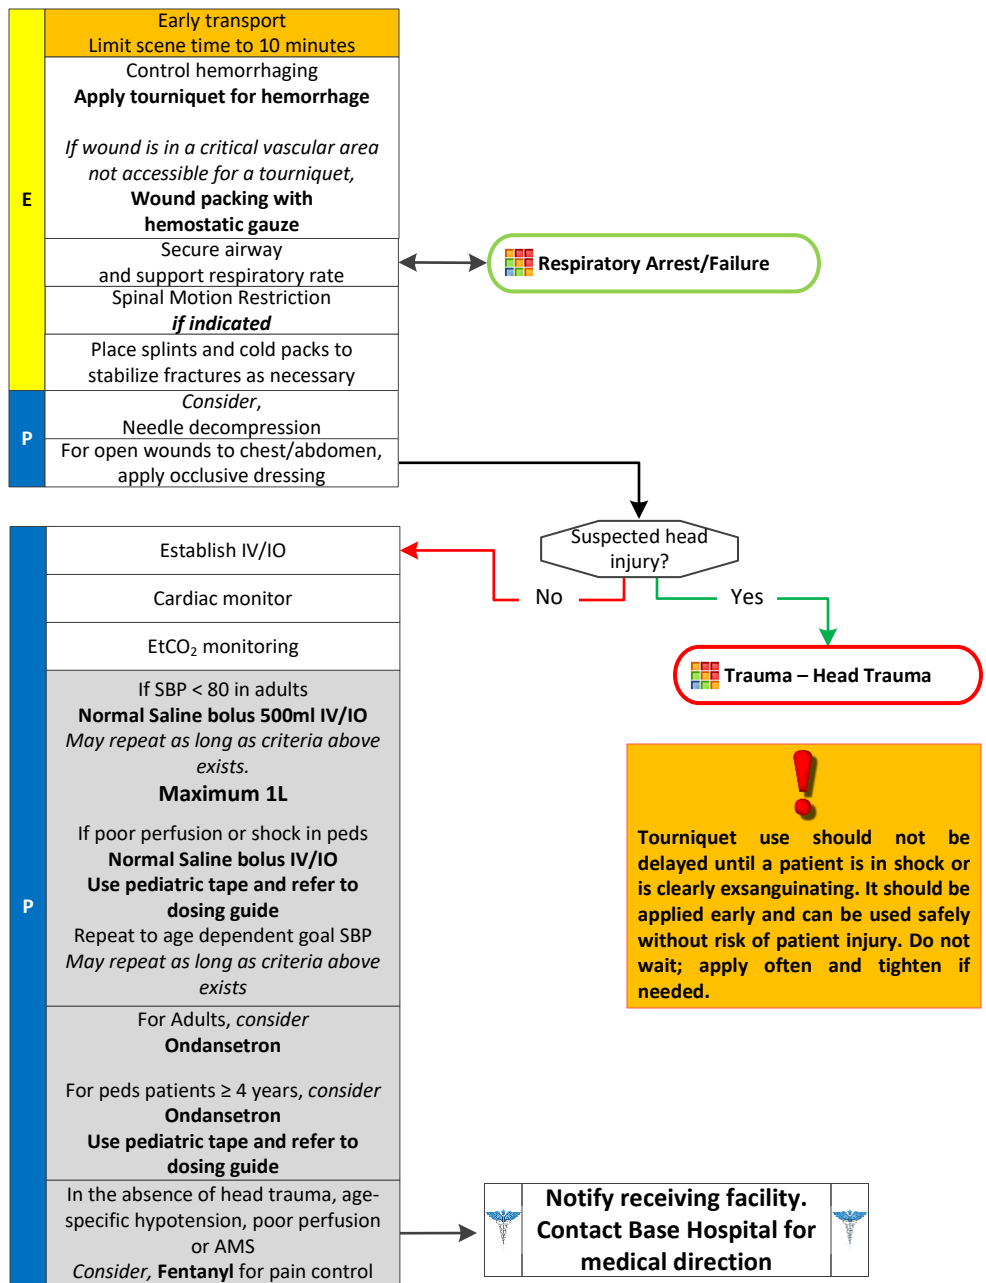 Early transport
Limit scene time to 10 minutes
E
Control hemorrhaging
Apply tourniquet for hemorrhage
If wound is in a critical vascular area
not accessible for a tourniquet,
Wound packing with
hemostatic gauze
Secure airway
and support respiratory rate
Respiratory Arrest/Failure
Spinal Motion Restriction
if indicated
Place splints and cold packs to
stabilize fractures as necessary
P
Consider,
Needle decompression
For open wounds to chest/abdomen,
apply occlusive dressing
Suspected head
injury?
No
Yes
Trauma – Head Trauma
P
Establish IV/IO
Cardiac monitor
EtCO₂ monitoring
If SBP < 80 in adults
Normal Saline bolus 500ml IV/IO
May repeat as long as criteria above
exists.
Maximum 1L
If poor perfusion or shock in peds
Normal Saline bolus IV/IO
Use pediatric tape and refer to
dosing guide
Repeat to age dependent goal SBP
May repeat as long as criteria above
exists
For Adults, consider
Ondansetron
For peds patients ≥ 4 years, consider
Ondansetron
Use pediatric tape and refer to
dosing guide
In the absence of head trauma, age-
specific hypotension, poor perfusion
or AMS
Consider, Fentanyl for pain control
Tourniquet use should not be
delayed until a patient is in shock or
is clearly exsanguinating. It should be
applied early and can be used safely
without risk of patient injury. Do not
wait; apply often and tighten if
needed.
Notify receiving facility.
Contact Base Hospital for
medical direction